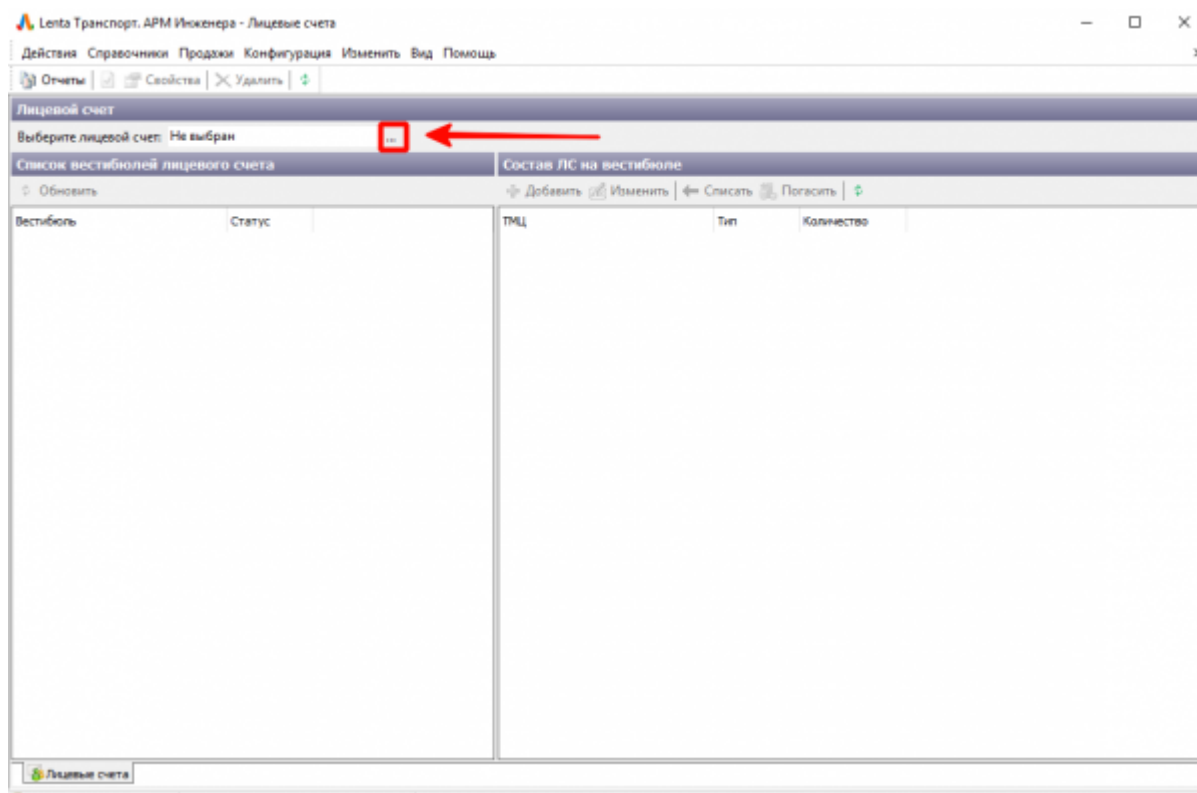 Lenta Транспорт. АРМ Инженера - Лицевые счета
Действия Справочники Продажи Конфигурация Изменить Вид Помощь
Отчеты Свойства Удалить
Лицевой счет
Выберите лицевой счет: Не выбран ...
Список вестибюлей лицевого счета Состав ЛС на вестибюле
Обновить Добавить Изменить Списать Погасить
Вестибюль Статус ТМЦ Тип Количество
Лицевые счета